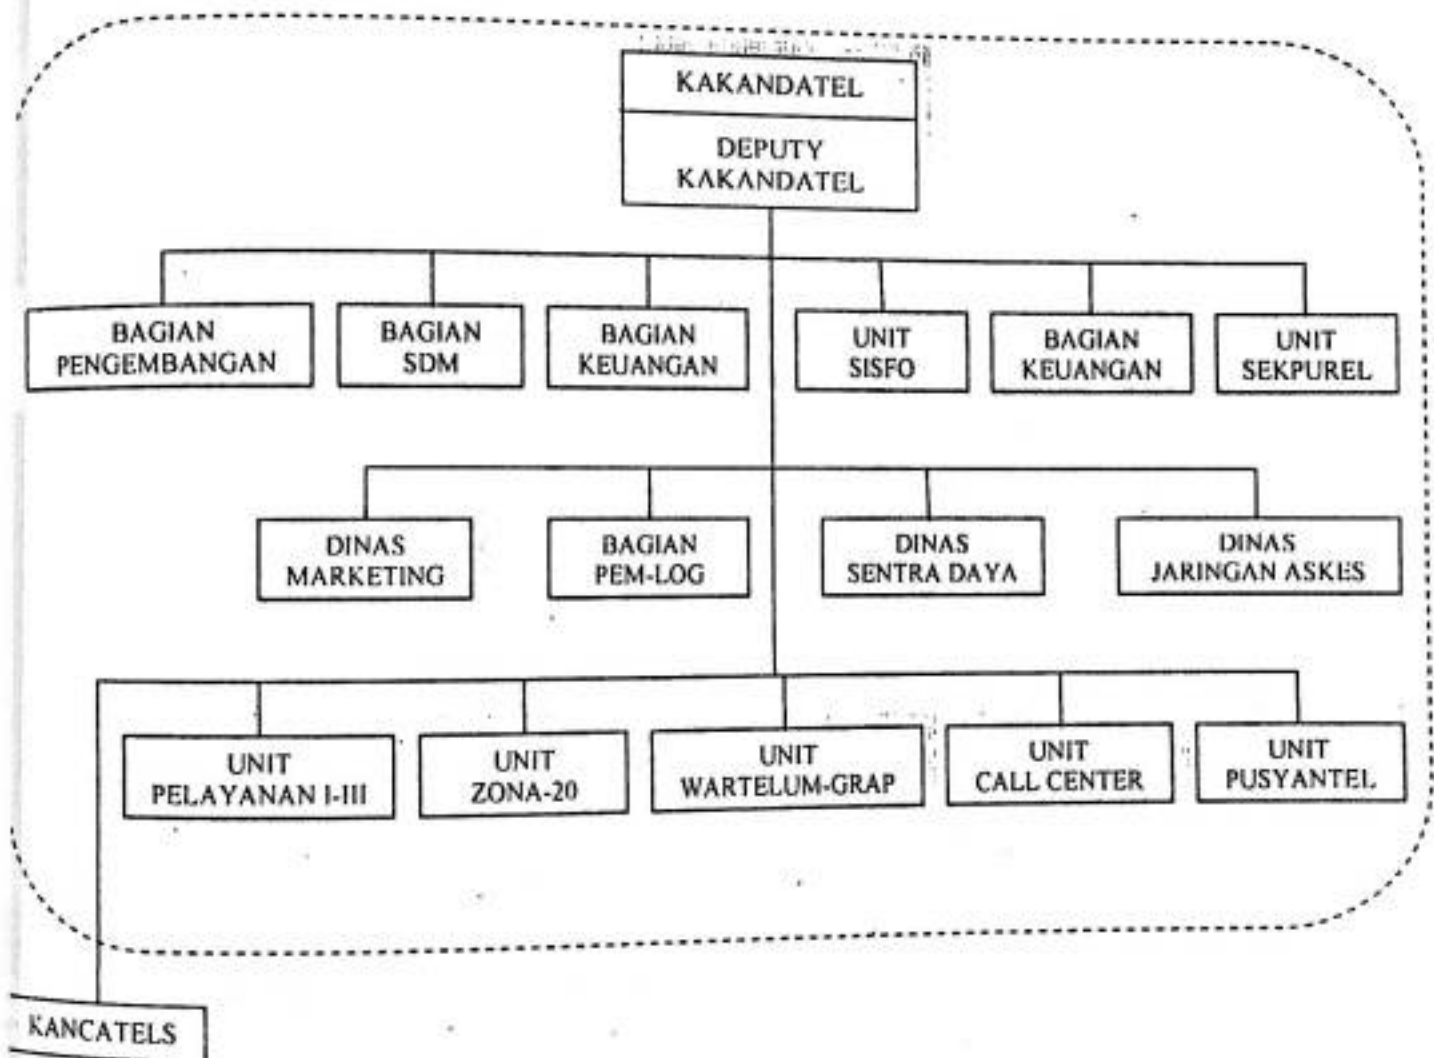 KAKANDATEL
DEPUTY
KAKANDATEL
BAGIAN
PENGEMBANGAN
BAGIAN
SDM
BAGIAN
KEUANGAN
UNIT
SISFO
BAGIAN
KEUANGAN
UNIT
SEKPUREL
DINAS
MARKETING
BAGIAN
PEM-LOG
DINAS
SENTRA DAYA
DINAS
JARINGAN ASKES
UNIT
PELAYANAN I-III
UNIT
ZONA-20
UNIT
WARTELUM-GRAP
UNIT
CALL CENTER
UNIT
PUSYANTEL
KANCATELS